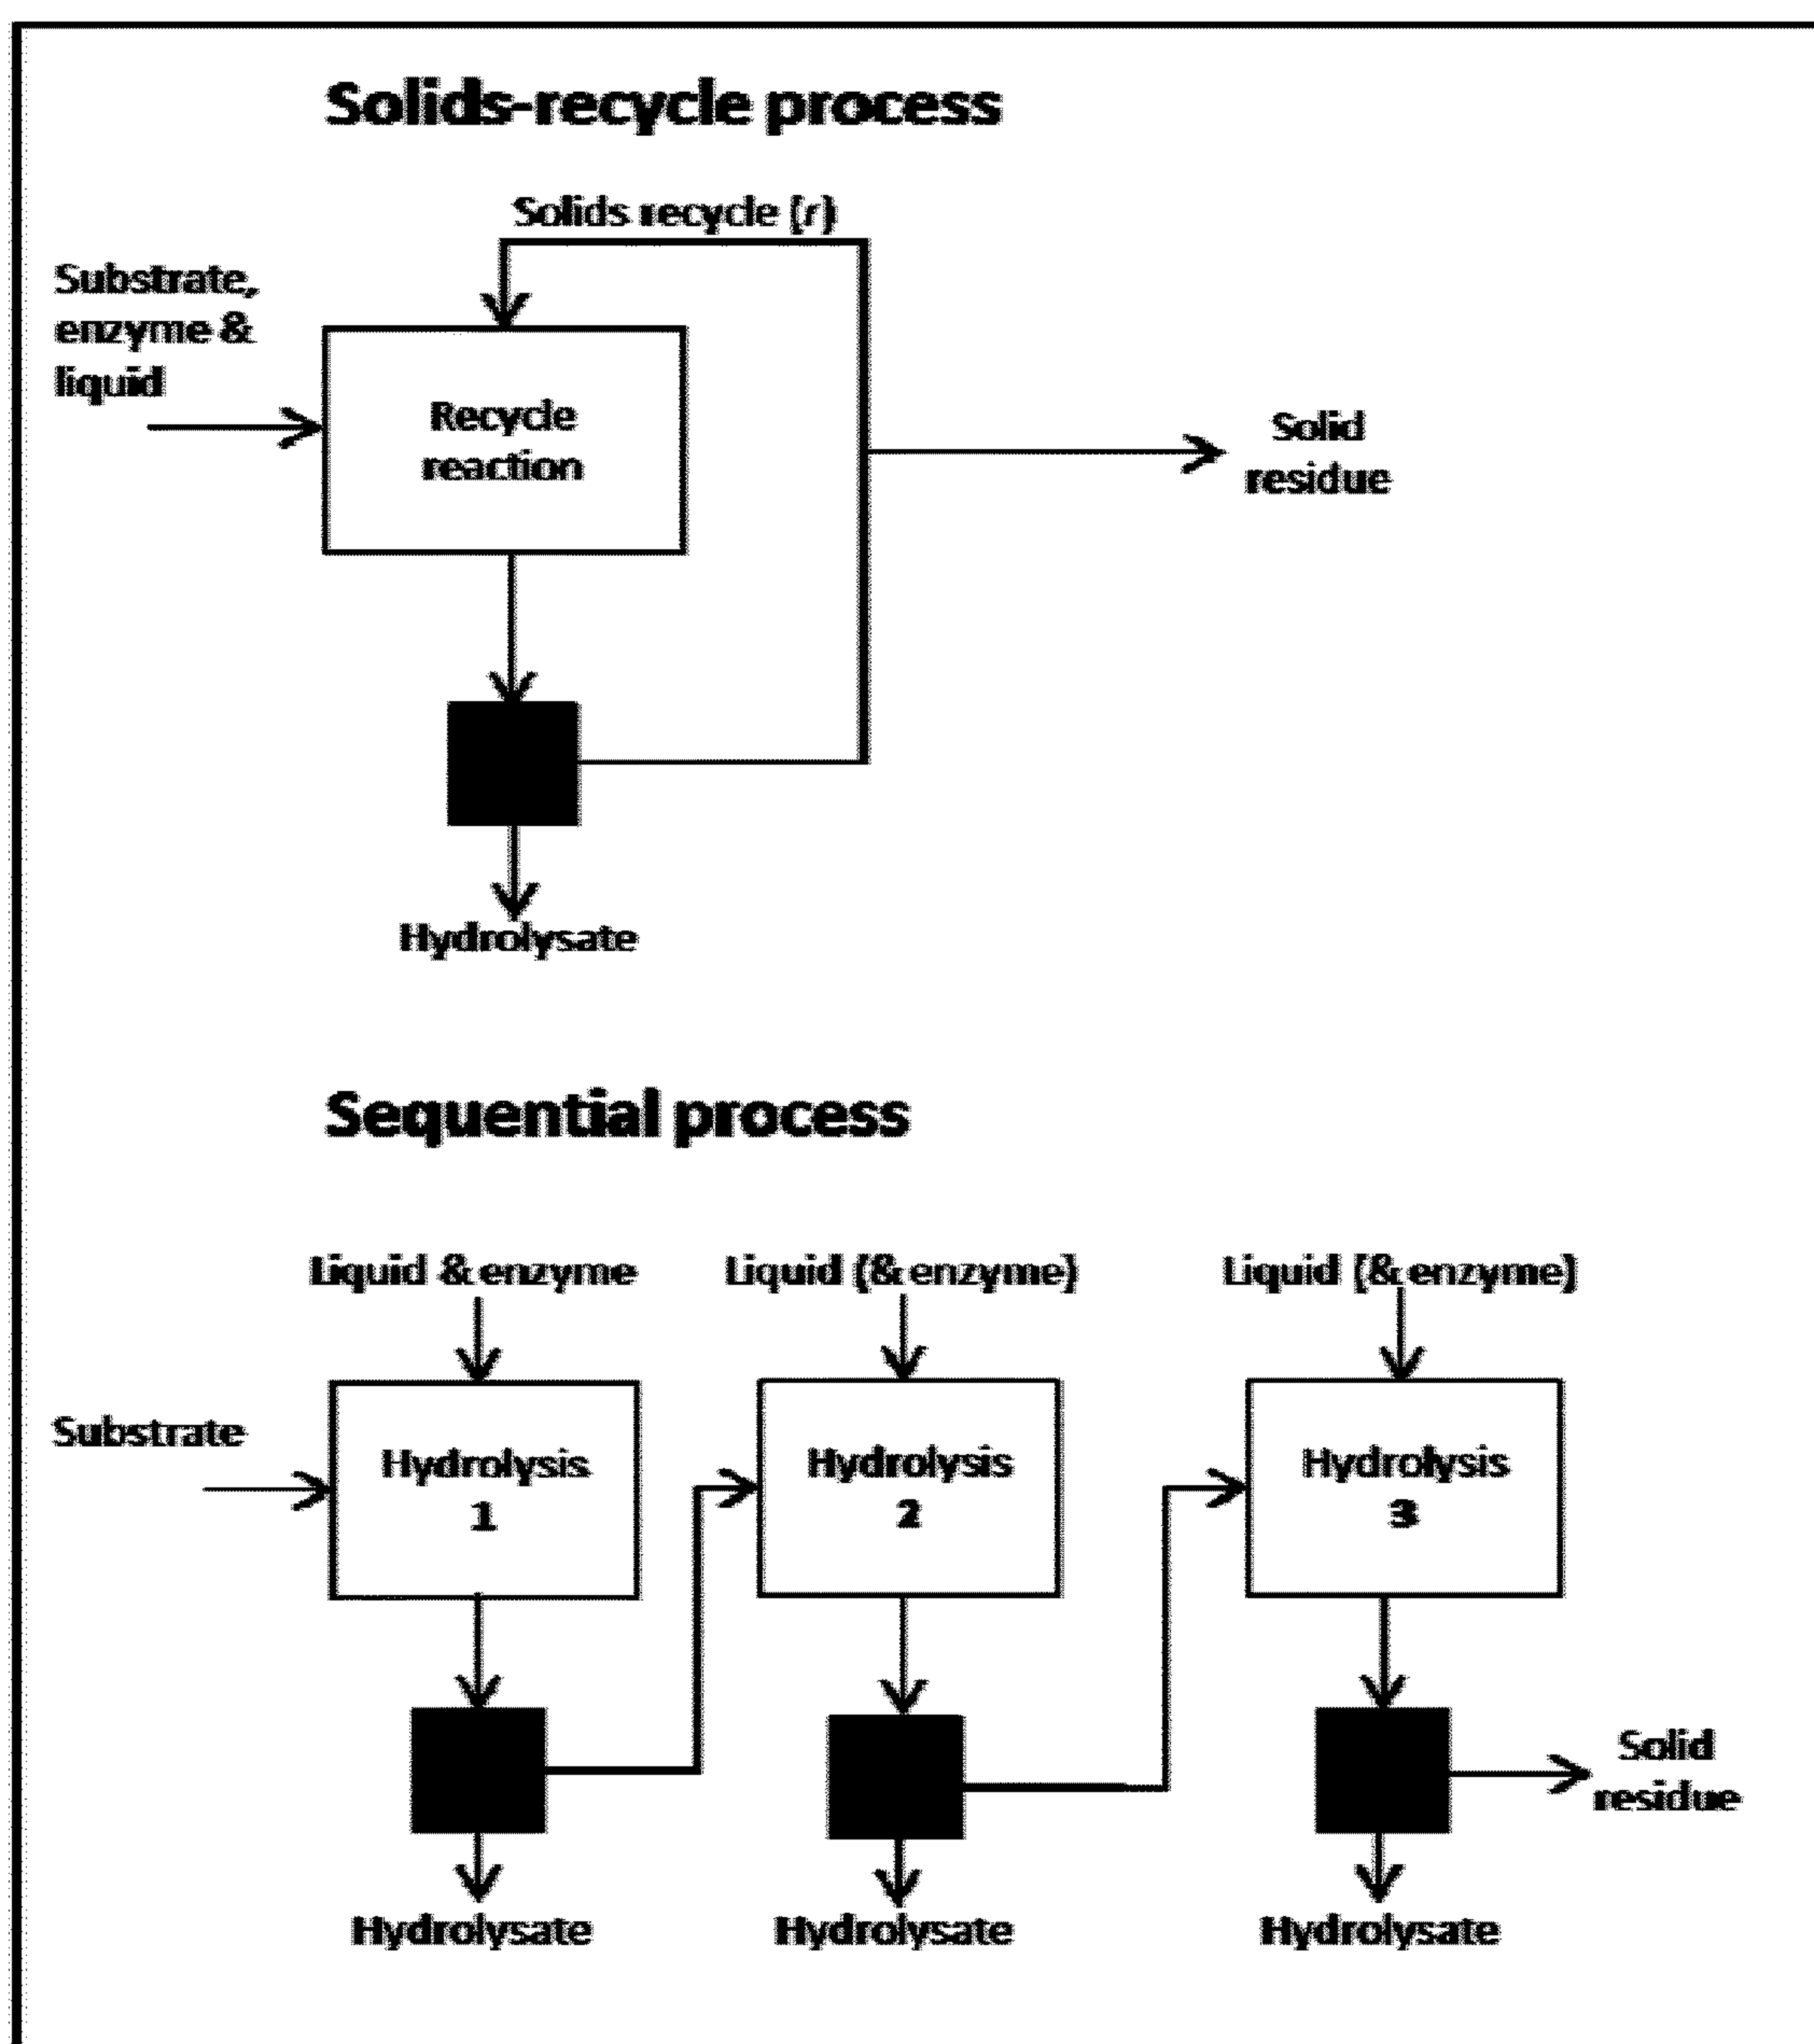 Solids-recycle process
Solids recycle (r)
Substrate,
enzyme &
liquid
Recycle
reaction
Solid
residue
Hydrolysate
Sequential process
Liquid & enzyme
Liquid (& enzyme)
Liquid (& enzyme)
Substrate
Hydrolysis
1
Hydrolysis
2
Hydrolysis
3
Solid
residue
Hydrolysate
Hydrolysate
Hydrolysate